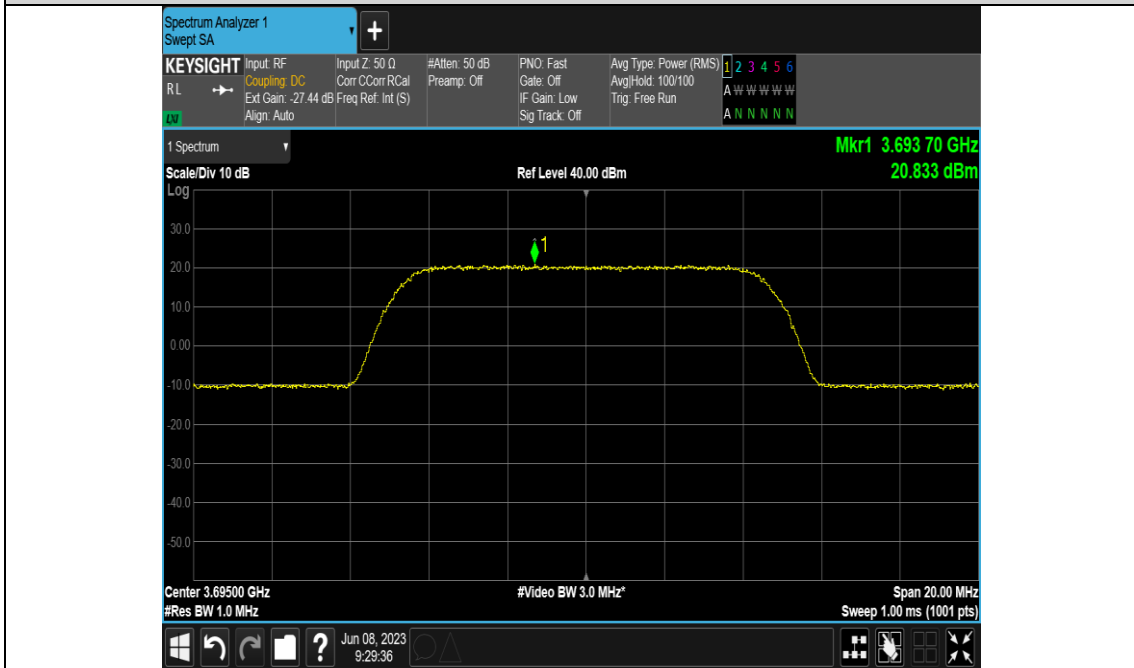 Spectrum Analyzer 1
Swept SA
+
KEYSIGHT
RL
LXI
Input: RF
Coupling: DC
Ext Gain: -27.44 dB
Align: Auto
Input Z: 50 Ω
Corr CCorr RCal
Freq Ref: Int (S)
#Atten: 50 dB
Preamp: Off
PNO: Fast
Gate: Off
IF Gain: Low
Sig Track: Off
Avg Type: Power (RMS)
Avg|Hold: 100/100
Trig: Free Run
1 2 3 4 5 6
A W W W W W
A N N N N N
1 Spectrum
Mkr1 3.693 70 GHz
Scale/Div 10 dB
Ref Level 40.00 dBm
20.833 dBm
Log
30.0
1
20.0
10.0
0.00
-10.0
-20.0
-30.0
-40.0
-50.0
Center 3.69500 GHz
#Video BW 3.0 MHz*
Span 20.00 MHz
#Res BW 1.0 MHz
Sweep 1.00 ms (1001 pts)
?
Jun 08, 2023
9:29:36